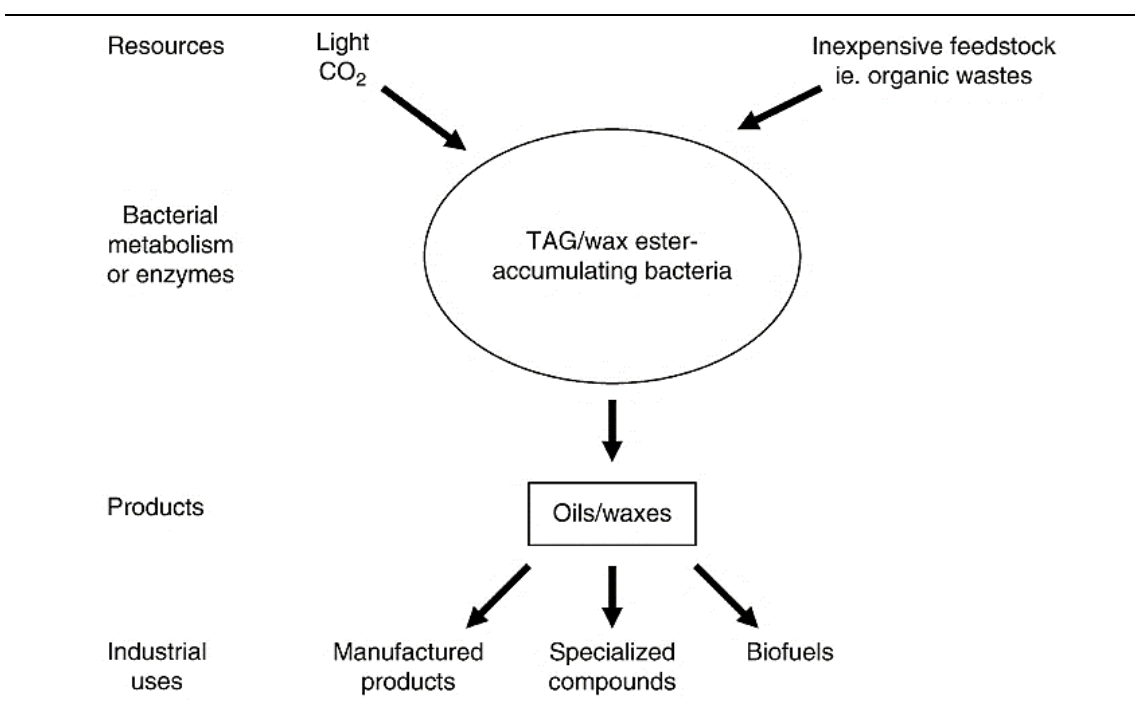 Resources
Light
CO₂
Inexpensive feedstock
ie. organic wastes
Bacterial
metabolism
or enzymes
TAG/wax ester-
accumulating bacteria
Products
Oils/waxes
Industrial
uses
Manufactured
products
Specialized
compounds
Biofuels